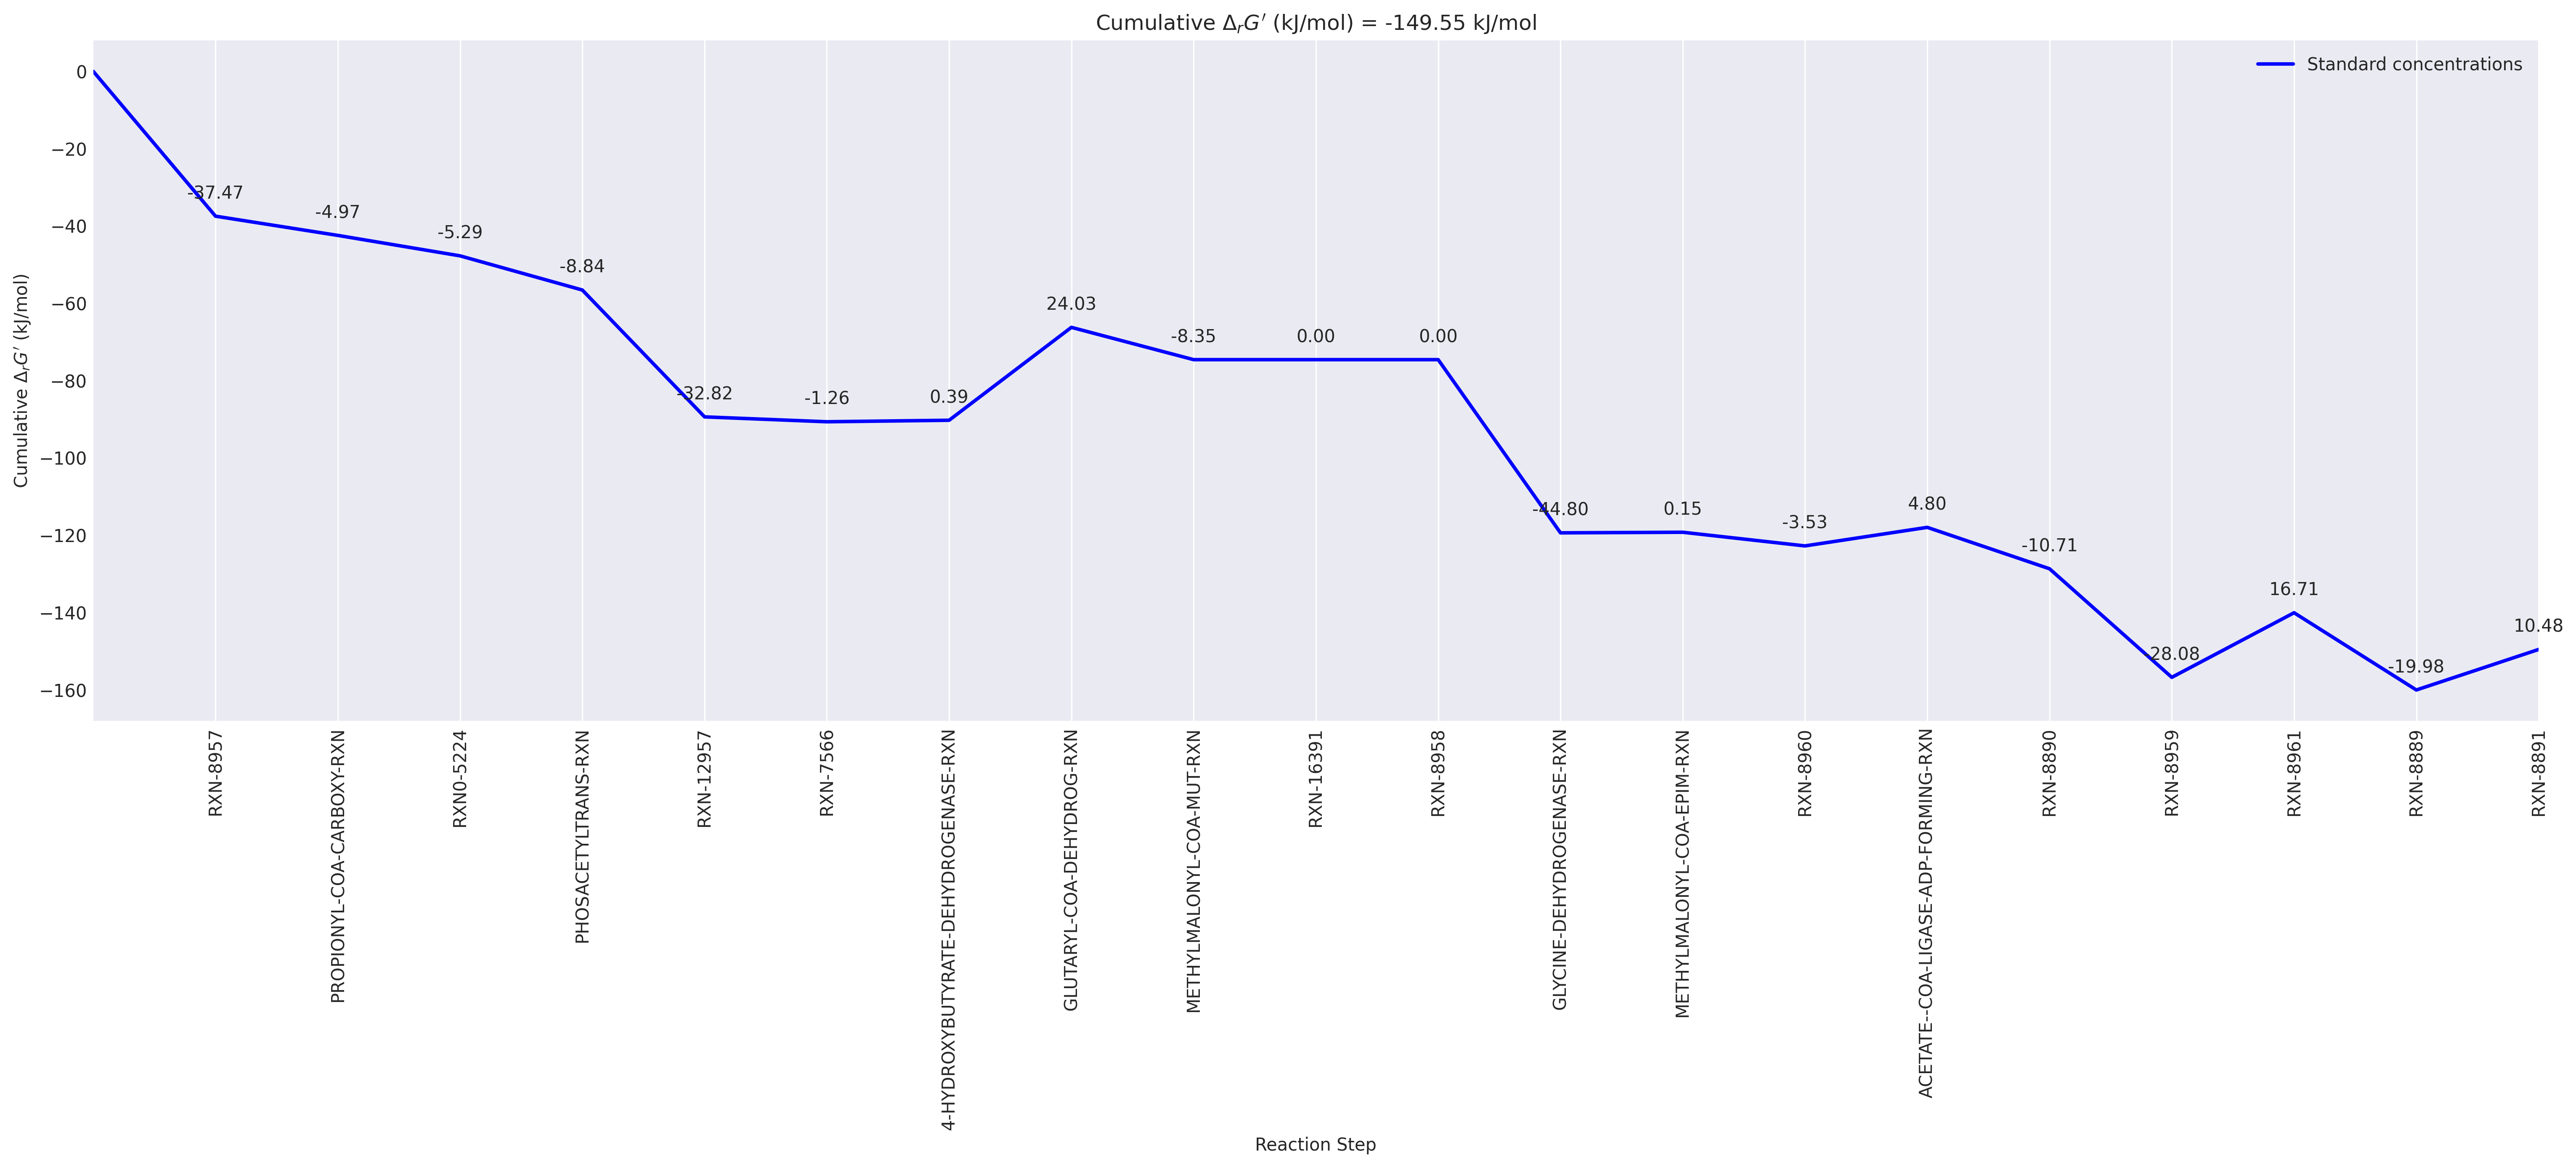 Cumulative ΔᵣG′ (kJ/mol) = -149.55 kJ/mol
Standard concentrations
Cumulative ΔᵣG′ (kJ/mol)
0
−20
−40
−60
−80
−100
−120
−140
−160
-37.47
-4.97
-5.29
-8.84
-32.82
-1.26
0.39
24.03
-8.35
0.00
0.00
-44.80
0.15
-3.53
4.80
-10.71
-28.08
16.71
-19.98
10.48
RXN-8957
PROPIONYL-COA-CARBOXY-RXN
RXN0-5224
PHOSACETYLTRANS-RXN
RXN-12957
RXN-7566
4-HYDROXYBUTYRATE-DEHYDROGENASE-RXN
GLUTARYL-COA-DEHYDROG-RXN
METHYLMALONYL-COA-MUT-RXN
RXN-16391
RXN-8958
GLYCINE-DEHYDROGENASE-RXN
METHYLMALONYL-COA-EPIM-RXN
RXN-8960
ACETATE--COA-LIGASE-ADP-FORMING-RXN
RXN-8890
RXN-8959
RXN-8961
RXN-8889
RXN-8891
Reaction Step